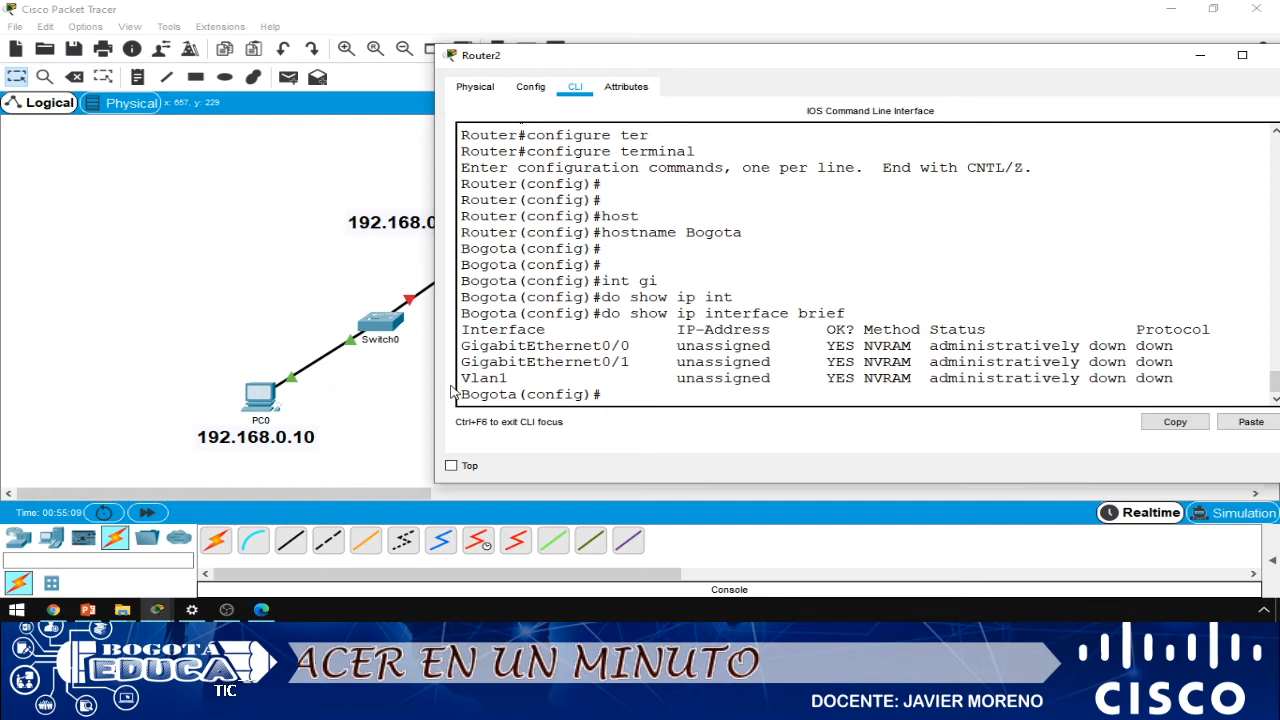 Cisco Packet Tracer
File Edit Options View Tools Extensions Help
Logical
Physical
x: 657, y: 229
192.168.0
Switch0
PC0
192.168.0.10
Router2
Physical Config CLI Attributes
IOS Command Line Interface
Router#configure ter
Router#configure terminal
Enter configuration commands, one per line. End with CNTL/Z.
Router(config)#
Router(config)#
Router(config)#host
Router(config)#hostname Bogota
Bogota(config)#
Bogota(config)#
Bogota(config)#int gi
Bogota(config)#do show ip int
Bogota(config)#do show ip interface brief
Interface IP-Address OK? Method Status Protocol
GigabitEthernet0/0 unassigned YES NVRAM administratively down down
GigabitEthernet0/1 unassigned YES NVRAM administratively down down
Vlan1 unassigned YES NVRAM administratively down down
Bogota(config)#
Ctrl+F6 to exit CLI focus
Copy
Paste
Top
Time: 00:55:09
Realtime
Simulation
Console
BOGOTA
EDUCA
TIC
ACER EN UN MINUTO
DOCENTE: JAVIER MORENO
CISCO